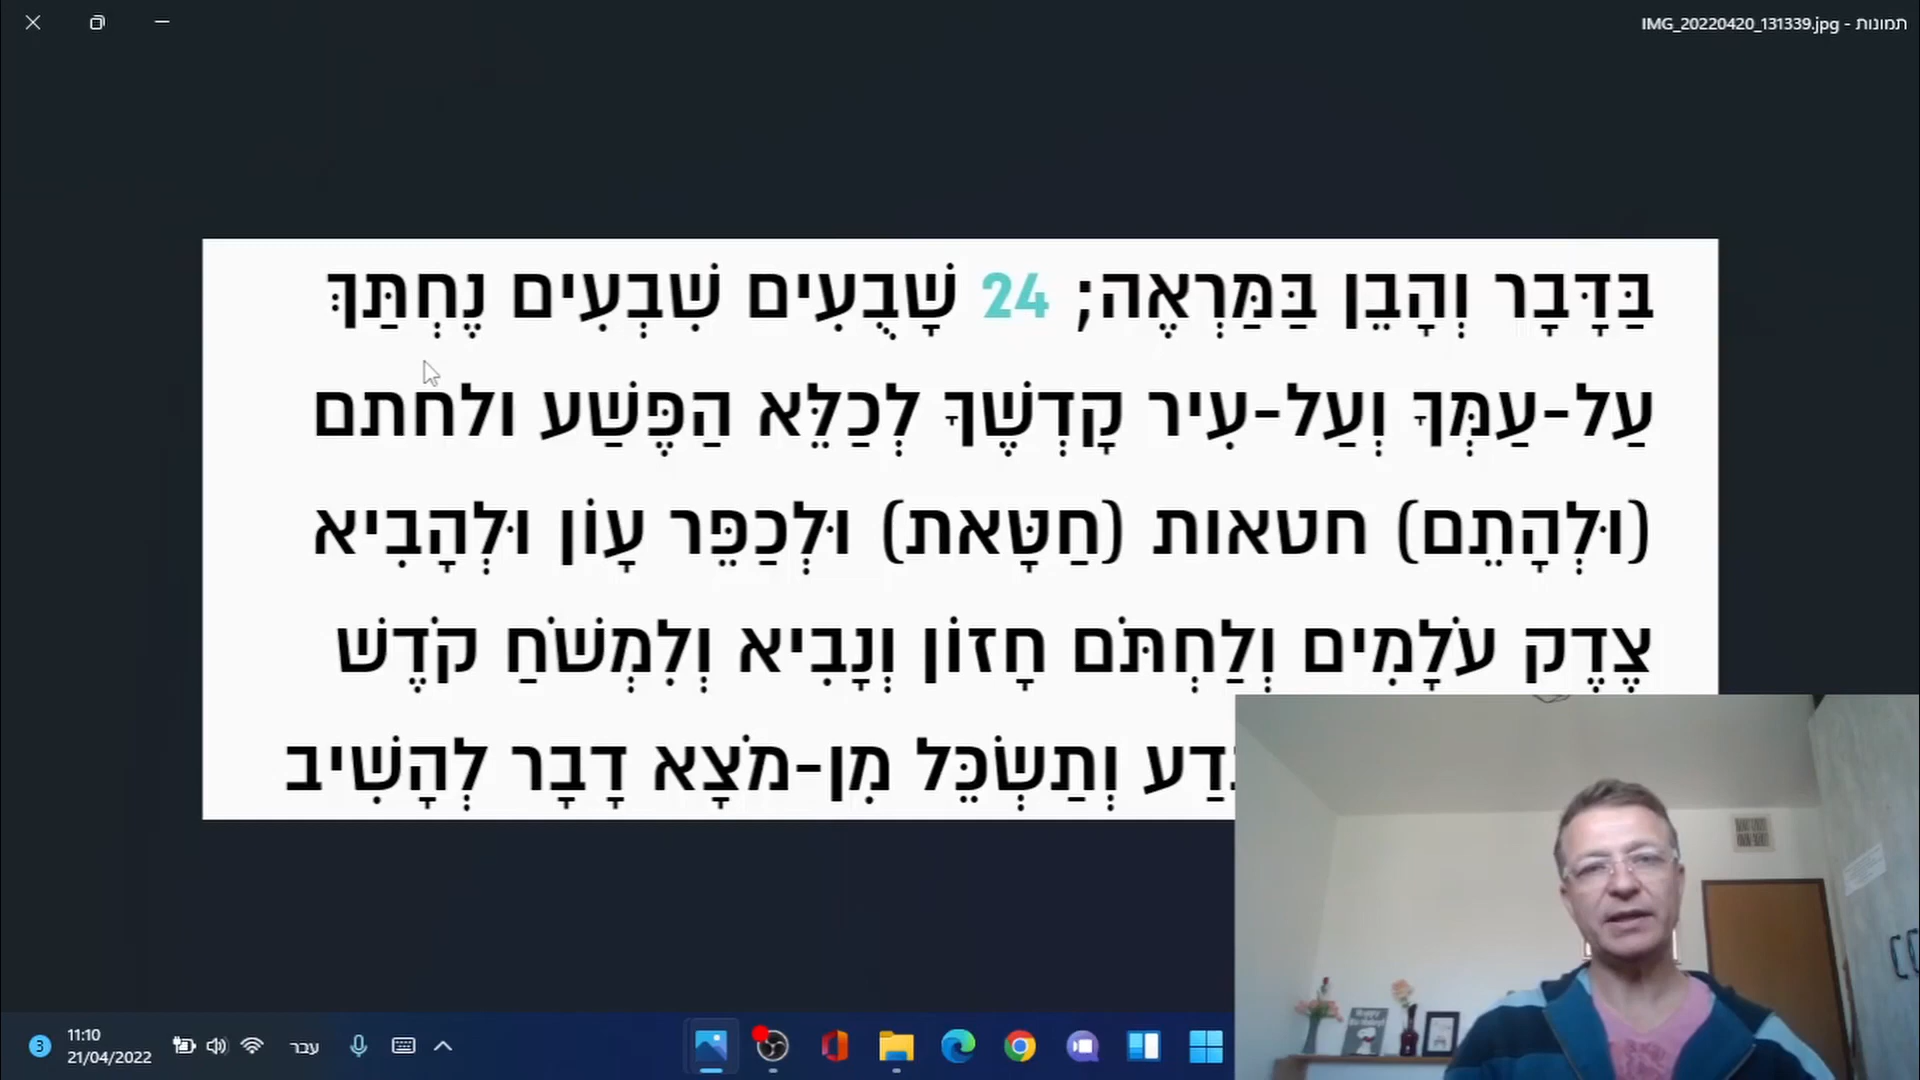 IMG_20220420_131339.jpg - תמונות
בַּדָּבָר וְהָבֵן בַּמַּרְאֶה; 24 שָׁבֻעִים שִׁבְעִים נֶחְתַּךְ
עַל-עַמְּךָ וְעַל-עִיר קָדְשֶׁךָ לְכַלֵּא הַפֶּשַׁע ולחתם
(וּלְהָתֵם) חטאות (חַטָּאת) וּלְכַפֵּר עָוֺן וּלְהָבִיא
צֶדֶק עֹלָמִים וְלַחְתֹּם חָזוֹן וְנָבִיא וְלִמְשֹׁחַ קֹדֶשׁ
וְתַשְׂכֵּל מִן-מֹצָא דָבָר לְהָשִׁיב
11:10
21/04/2022
עבר
3